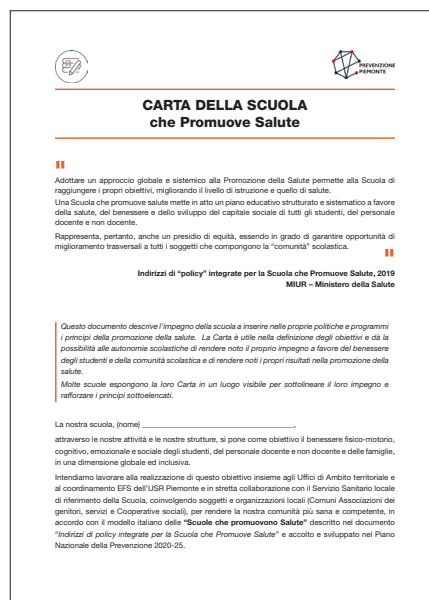 PREVENZIONE
PIEMONTE
CARTA DELLA SCUOLA
che Promuove Salute
"
Adottare un approccio globale e sistemico alla Promozione della Salute permette alla Scuola di
raggiungere i propri obiettivi, migliorando il livello di istruzione e quello di salute.
Una Scuola che promuove salute mette in atto un piano educativo strutturato e sistematico a favore
della salute, del benessere e dello sviluppo del capitale sociale di tutti gli studenti, del personale
docente e non docente.
Rappresenta, pertanto, anche un presidio di equità, essendo in grado di garantire opportunità di
miglioramento trasversali a tutti i soggetti che compongono la "comunità" scolastica.
"
Indirizzi di "policy" integrate per la Scuola che Promuove Salute, 2019
MIUR – Ministero della Salute
Questo documento descrive l'impegno della scuola a inserire nelle proprie politiche e programmi
i principi della promozione della salute. La Carta è utile nella definizione degli obiettivi e dà la
possibilità alle autonomie scolastiche di rendere noto il proprio impegno a favore del benessere
degli studenti e della comunità scolastica e di rendere noti i propri risultati nella promozione della
salute.
Molte scuole espongono la loro Carta in un luogo visibile per sottolineare il loro impegno e
rafforzare i principi sottoelencati.
La nostra scuola, (nome) ______________________________________,
attraverso le nostre attività e le nostre strutture, si pone come obiettivo il benessere fisico-motorio,
cognitivo, emozionale e sociale degli studenti, del personale docente e non docente e delle famiglie,
in una dimensione globale ed inclusiva.
Intendiamo lavorare alla realizzazione di questo obiettivo insieme agli Uffici di Ambito territoriale e
al coordinamento EFS dell'USR Piemonte e in stretta collaborazione con il Servizio Sanitario locale
di riferimento della Scuola, coinvolgendo soggetti e organizzazioni locali (Comuni Associazioni dei
genitori, servizi e Cooperative sociali), per rendere la nostra comunità più sana e competente, in
accordo con il modello italiano delle "Scuole che promuovono Salute" descritto nel documento
"Indirizzi di policy integrate per la Scuola che Promuove Salute" e accolto e sviluppato nel Piano
Nazionale della Prevenzione 2020-25.